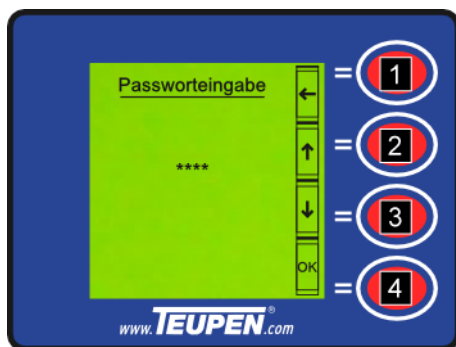 Passworteingabe
****
← = 1
↑ = 2
↓ = 3
OK = 4
www.TEUPEN®.com